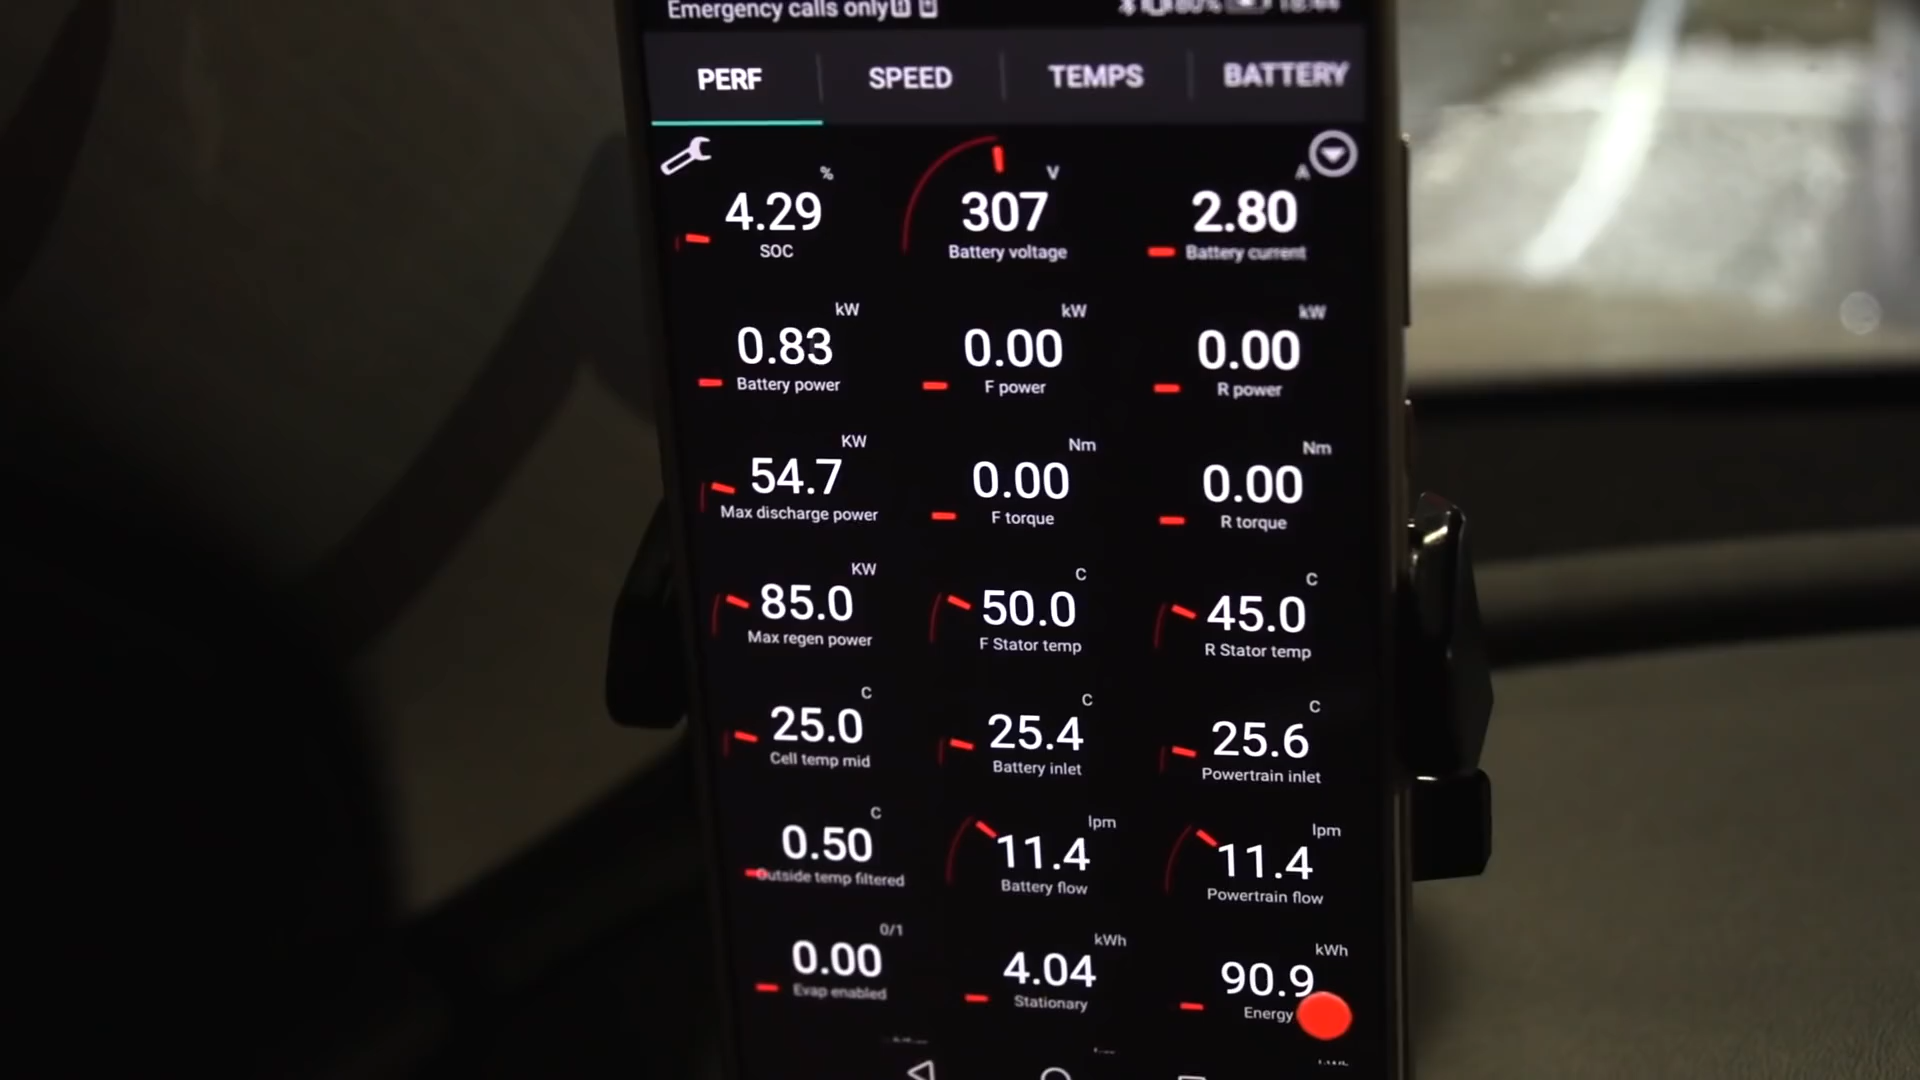 Emergency calls only
PERF SPEED TEMPS BATTERY
% V A
4.29 307 2.80
SOC Battery voltage Battery current
kW kW kW
0.83 0.00 0.00
Battery power F power R power
KW Nm Nm
54.7 0.00 0.00
Max discharge power F torque R torque
KW C C
85.0 50.0 45.0
Max regen power F Stator temp R Stator temp
C C C
25.0 25.4 25.6
Cell temp mid Battery inlet Powertrain inlet
C lpm lpm
0.50 11.4 11.4
Outside temp filtered Battery flow Powertrain flow
0/1 kWh kWh
0.00 4.04 90.9
Evap enabled Stationary Energy